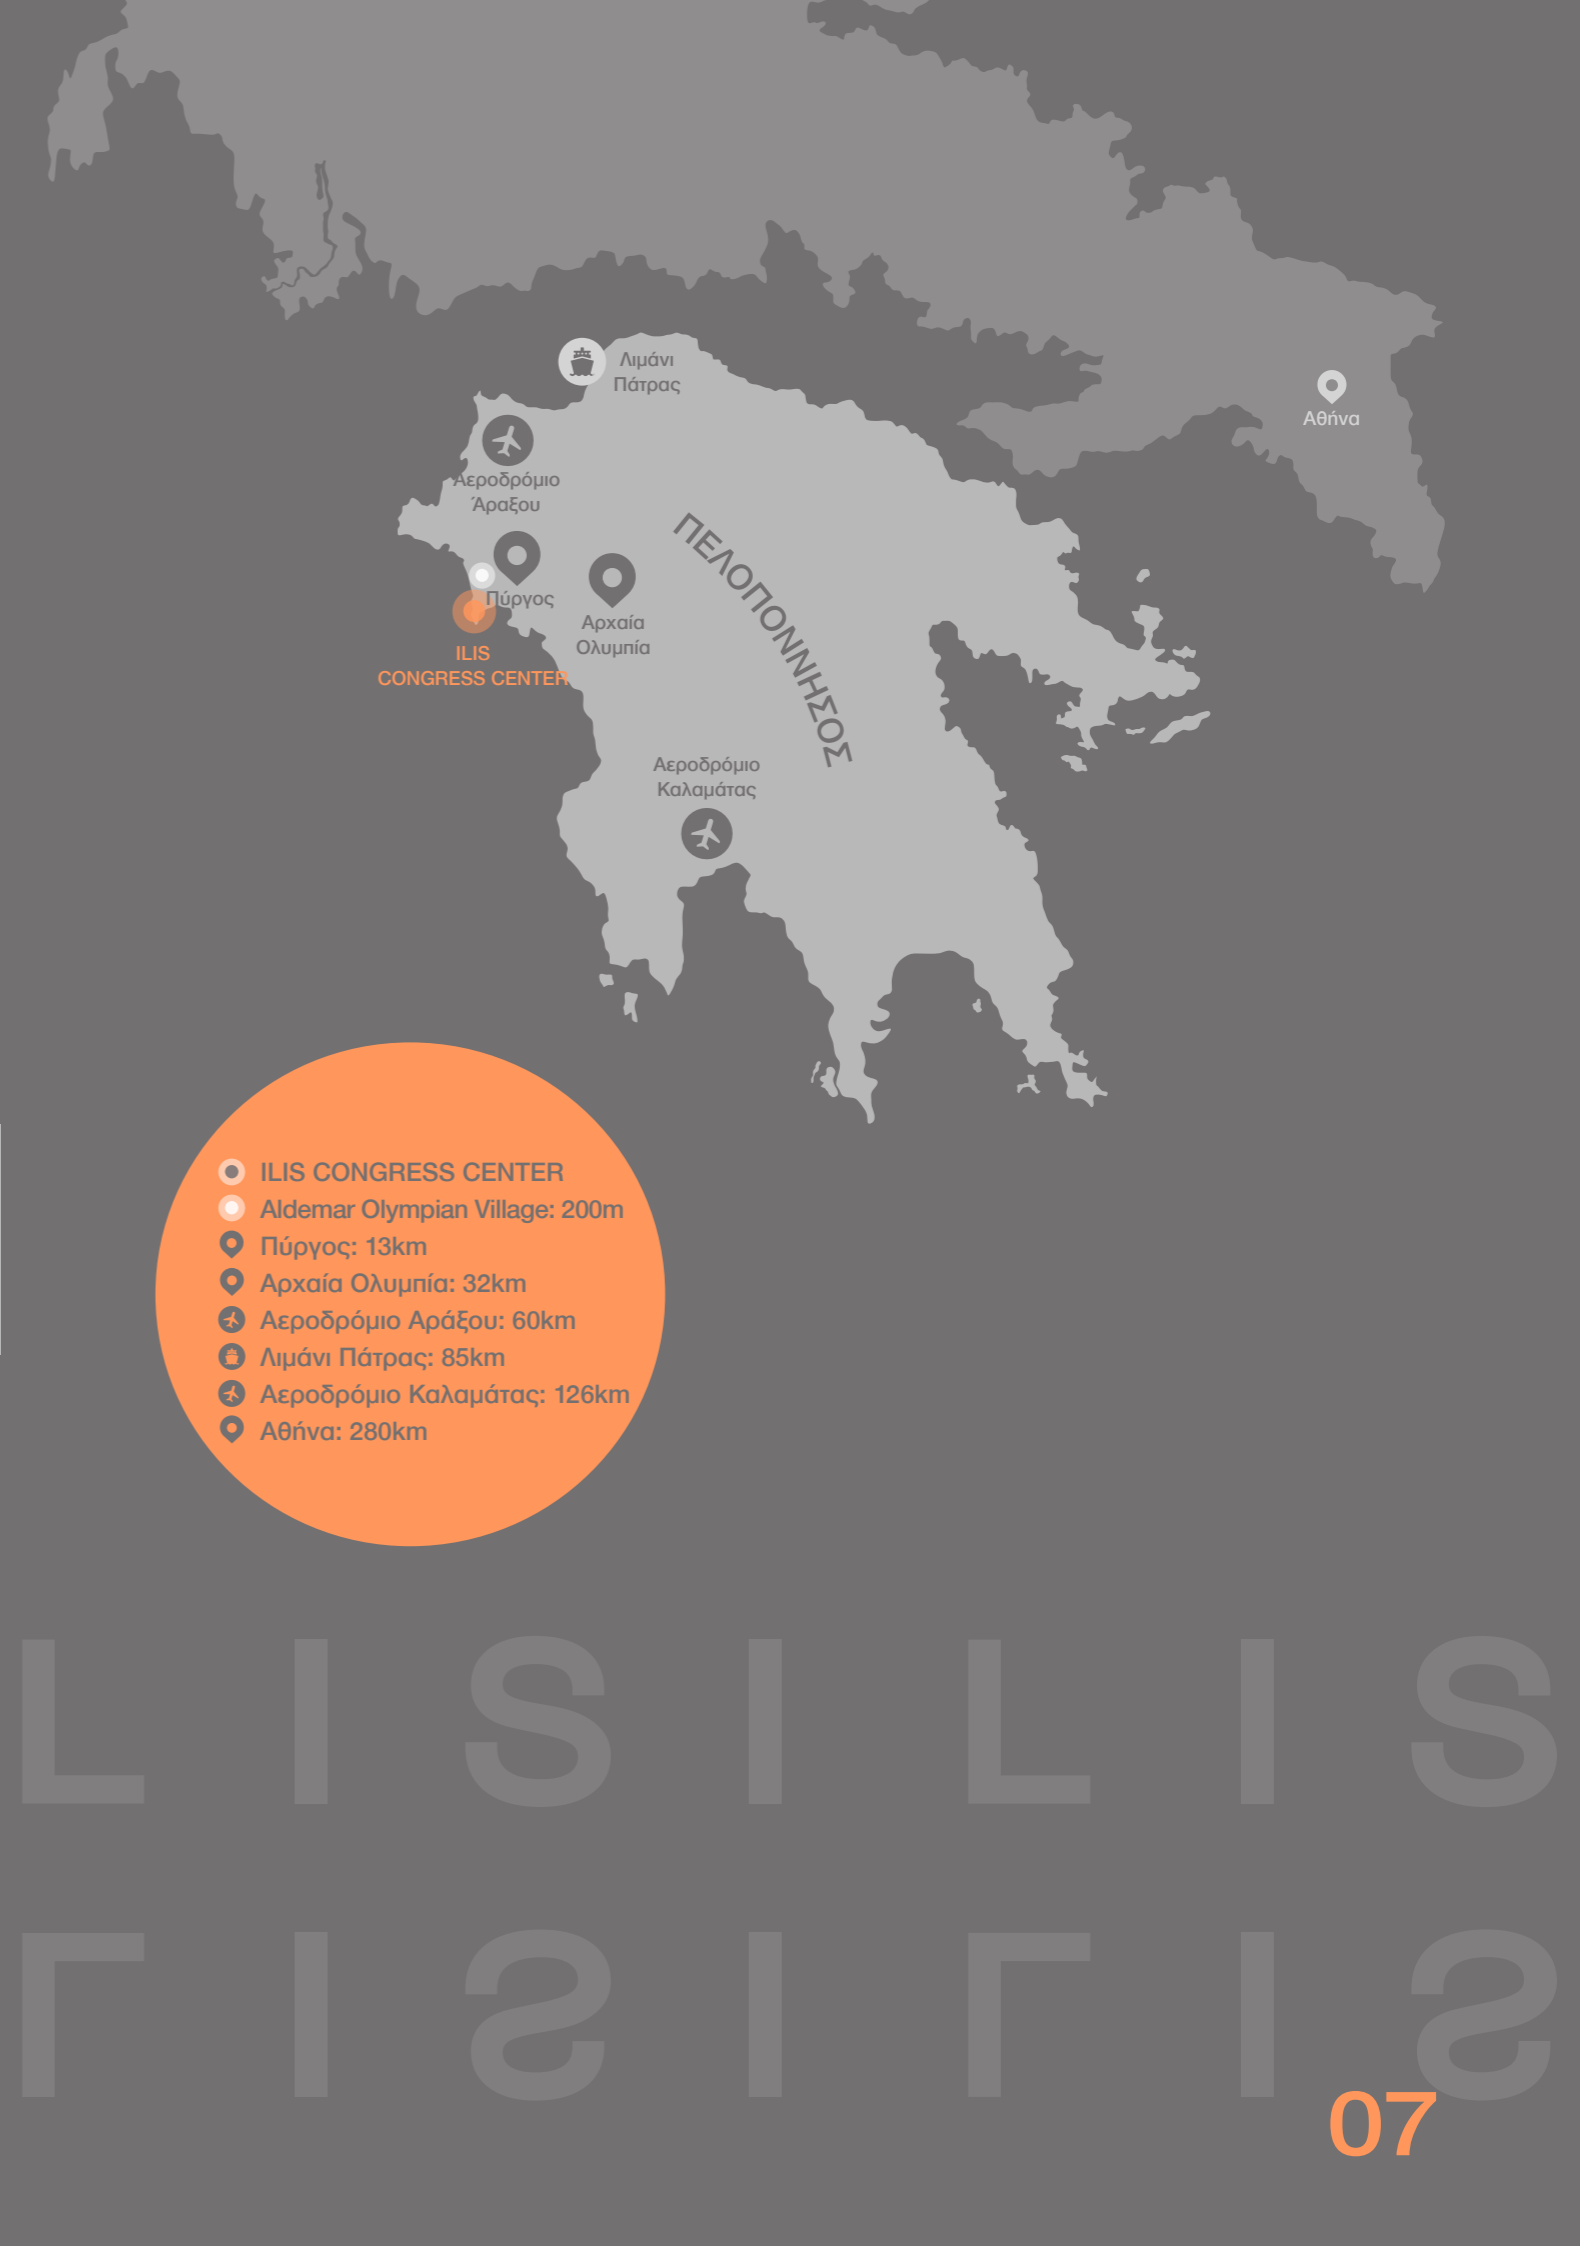 Λιμάνι
Πάτρας
Αθήνα
Αεροδρόμιο
Άραξου
Πύργος
Αρχαία
Ολυμπία
ΠΕΛΟΠΟΝΝΗΣΟΣ
ILIS
CONGRESS CENTER
Αεροδρόμιο
Καλαμάτας
ILIS CONGRESS CENTER
Aldemar Olympian Village: 200m
Πύργος: 13km
Αρχαία Ολυμπία: 32km
Αεροδρόμιο Αράξου: 60km
Λιμάνι Πάτρας: 85km
Αεροδρόμιο Καλαμάτας: 126km
Αθήνα: 280km
LISILIS
LISILIS
07